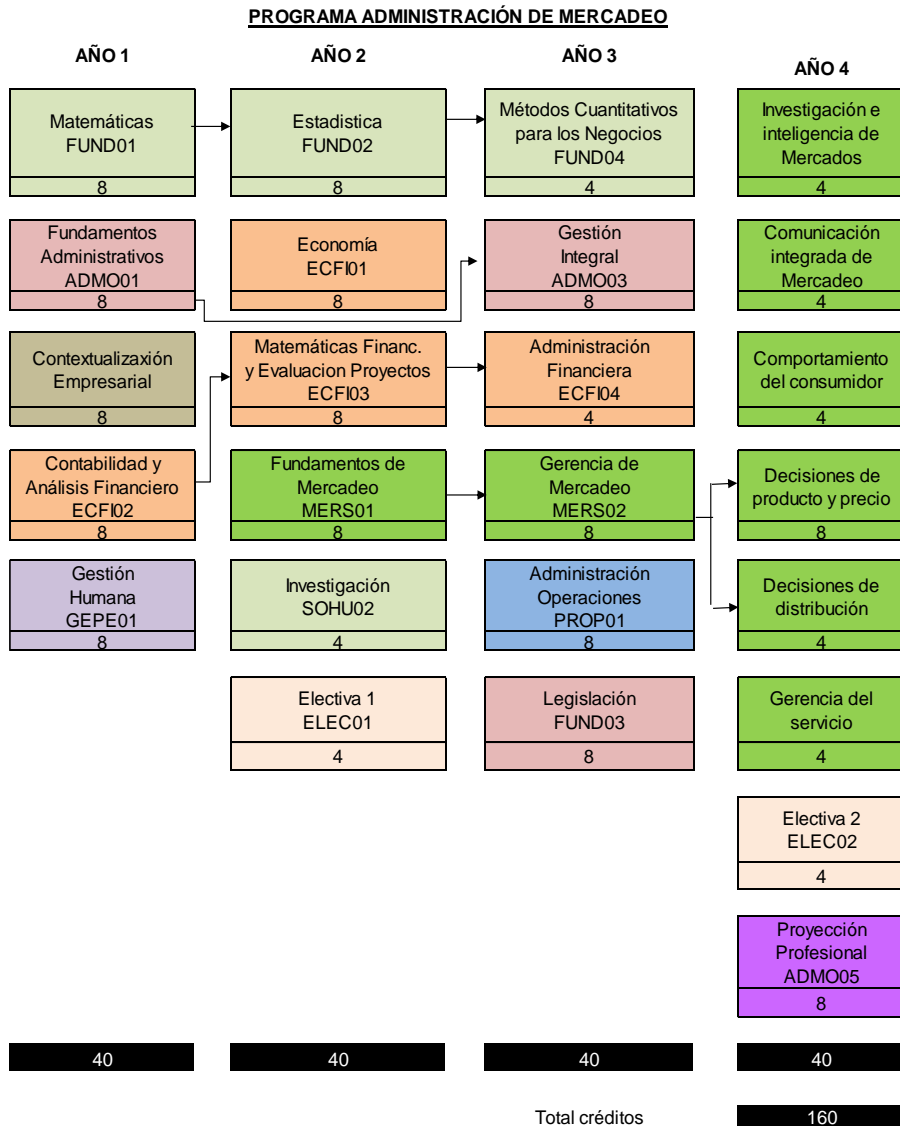 PROGRAMA ADMINISTRACIÓN DE MERCADEO
AÑO 1
Matemáticas
FUND01
8
Fundamentos
Administrativos
ADMO01
8
Contextualizaxión
Empresarial
8
Contabilidad y
Análisis Financiero
ECFI02
8
Gestión
Humana
GEPE01
8
40
AÑO 2
Estadistica
FUND02
8
Economía
ECFI01
8
Matemáticas Financ.
y Evaluacion Proyectos
ECFI03
8
Fundamentos de
Mercadeo
MERS01
8
Investigación
SOHU02
4
Electiva 1
ELEC01
4
40
AÑO 3
Métodos Cuantitativos
para los Negocios
FUND04
4
Gestión
Integral
ADMO03
8
Administración
Financiera
ECFI04
4
Gerencia de
Mercadeo
MERS02
8
Administración
Operaciones
PROP01
8
Legislación
FUND03
8
40
AÑO 4
Investigación e
inteligencia de
Mercados
4
Comunicación
integrada de
Mercadeo
4
Comportamiento
del consumidor
4
Decisiones de
producto y precio
8
Decisiones de
distribución
4
Gerencia del
servicio
4
Electiva 2
ELEC02
4
Proyección
Profesional
ADMO05
8
40
Total créditos
160